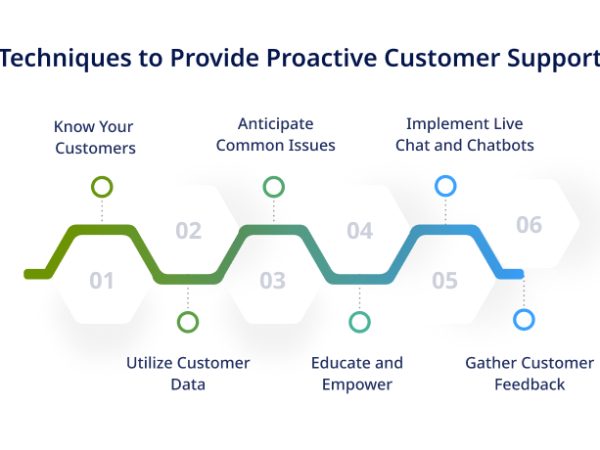 Techniques to Provide Proactive Customer Support
Know Your
Customers
Anticipate
Common Issues
Implement Live
Chat and Chatbots
01
02
03
04
05
06
Utilize Customer
Data
Educate and
Empower
Gather Customer
Feedback